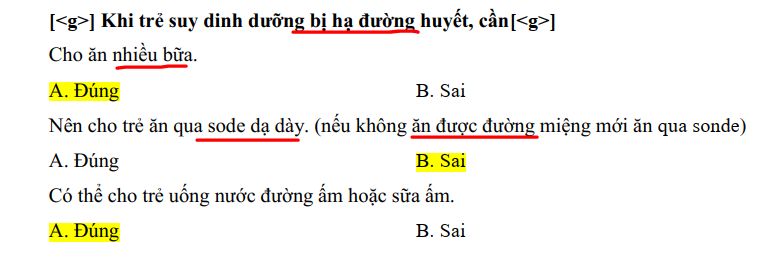 [<g>] Khi trẻ suy dinh dưỡng bị hạ đường huyết, cần[<g>]
Cho ăn nhiều bữa.
A. Đúng B. Sai
Nên cho trẻ ăn qua sode dạ dày. (nếu không ăn được đường miệng mới ăn qua sonde)
A. Đúng B. Sai
Có thể cho trẻ uống nước đường ấm hoặc sữa ấm.
A. Đúng B. Sai